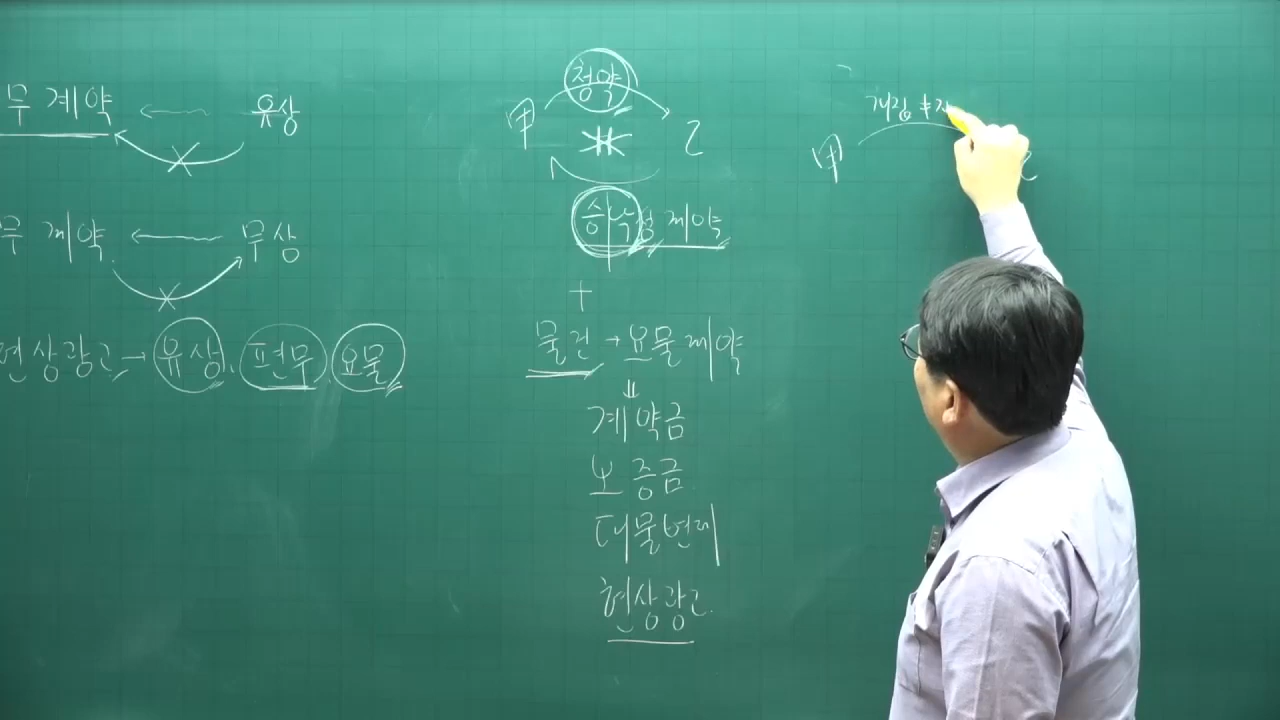 무 계약 ← 유상
무 계약 ← 무상
현상광고 → 유상, 편무, 요물
청약
甲 乙
승낙
계약
+
물건 → 요물계약
⇓
계약금
보증금
대물변제
현상광고
甲 乙